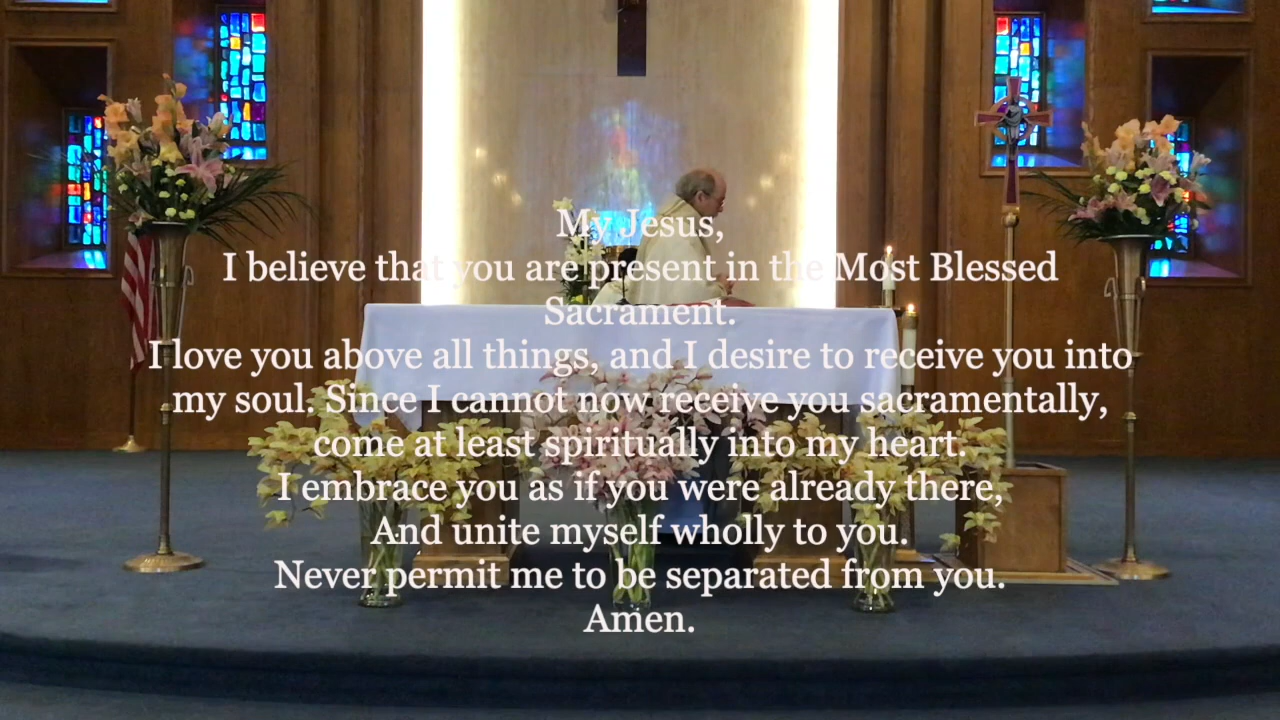 My Jesus,
I believe that you are present in the Most Blessed
Sacrament.
I love you above all things, and I desire to receive you into
my soul. Since I cannot now receive you sacramentally,
come at least spiritually into my heart.
I embrace you as if you were already there,
And unite myself wholly to you.
Never permit me to be separated from you.
Amen.